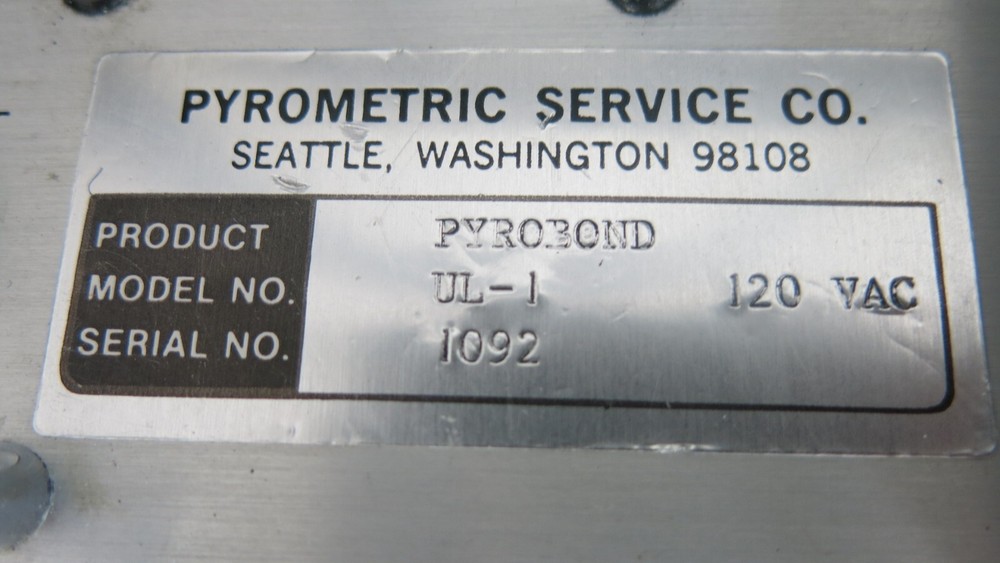 PYROMETRIC SERVICE CO.
SEATTLE, WASHINGTON 98108
PRODUCT PYROBOND
MODEL NO. UL-1 120 VAC
SERIAL NO. 1092